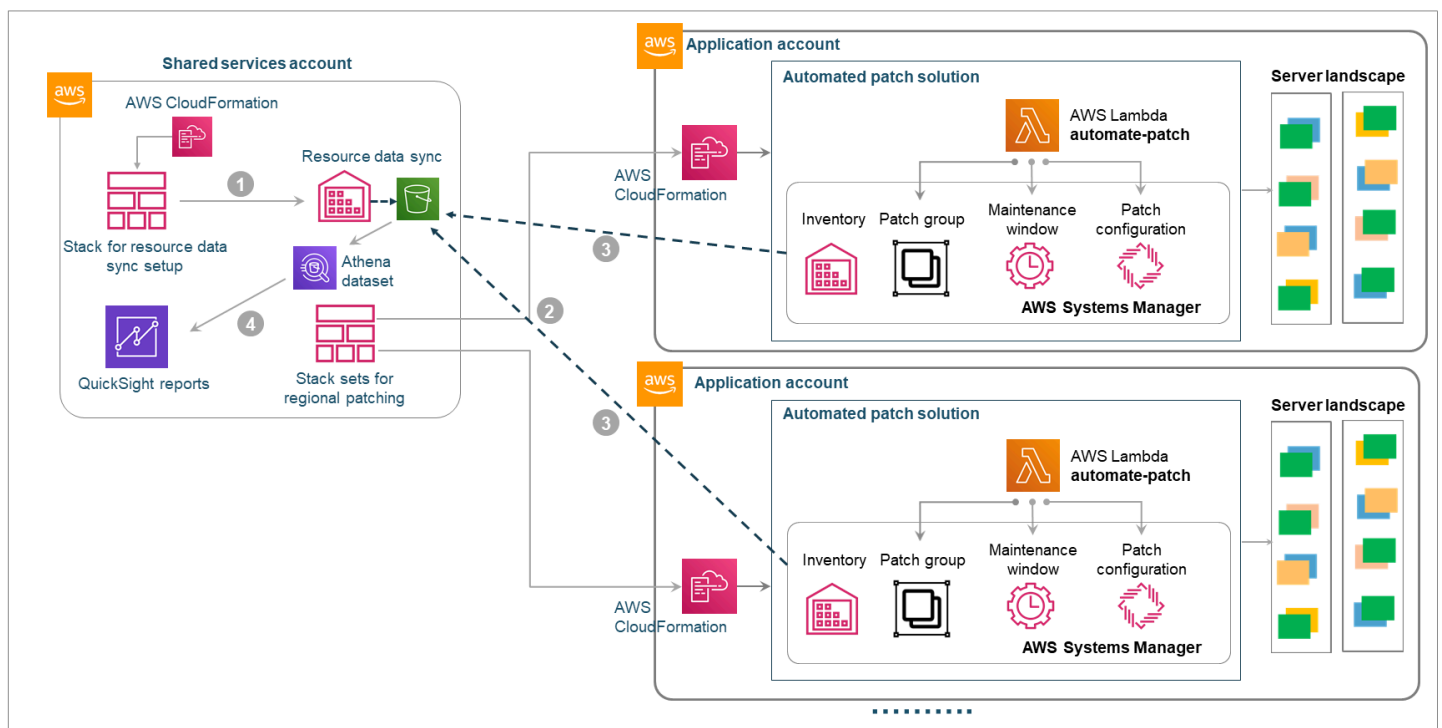 Shared services account
aws
AWS CloudFormation
Resource data sync
1
Stack for resource data
sync setup
Athena
dataset
4
QuickSight reports
Stack sets for
regional patching
2
3
3
aws
Application account
Automated patch solution
AWS Lambda
automate-patch
AWS
CloudFormation
Inventory
Patch group
Maintenance
window
Patch
configuration
AWS Systems Manager
Server landscape
aws
Application account
Automated patch solution
AWS Lambda
automate-patch
AWS
CloudFormation
Inventory
Patch group
Maintenance
window
Patch
configuration
AWS Systems Manager
Server landscape